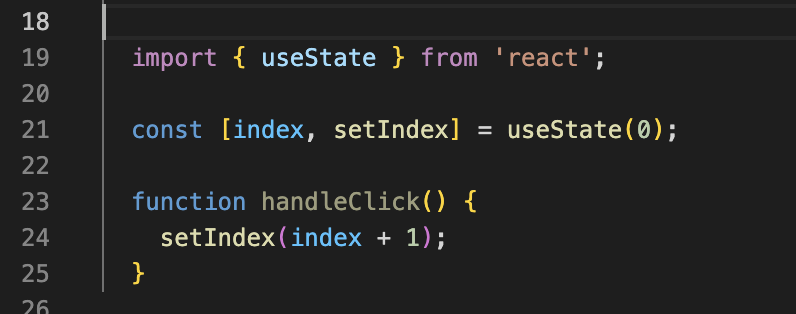 18
19 import { useState } from 'react';
20
21 const [index, setIndex] = useState(0);
22
23 function handleClick() {
24 setIndex(index + 1);
25 }
26